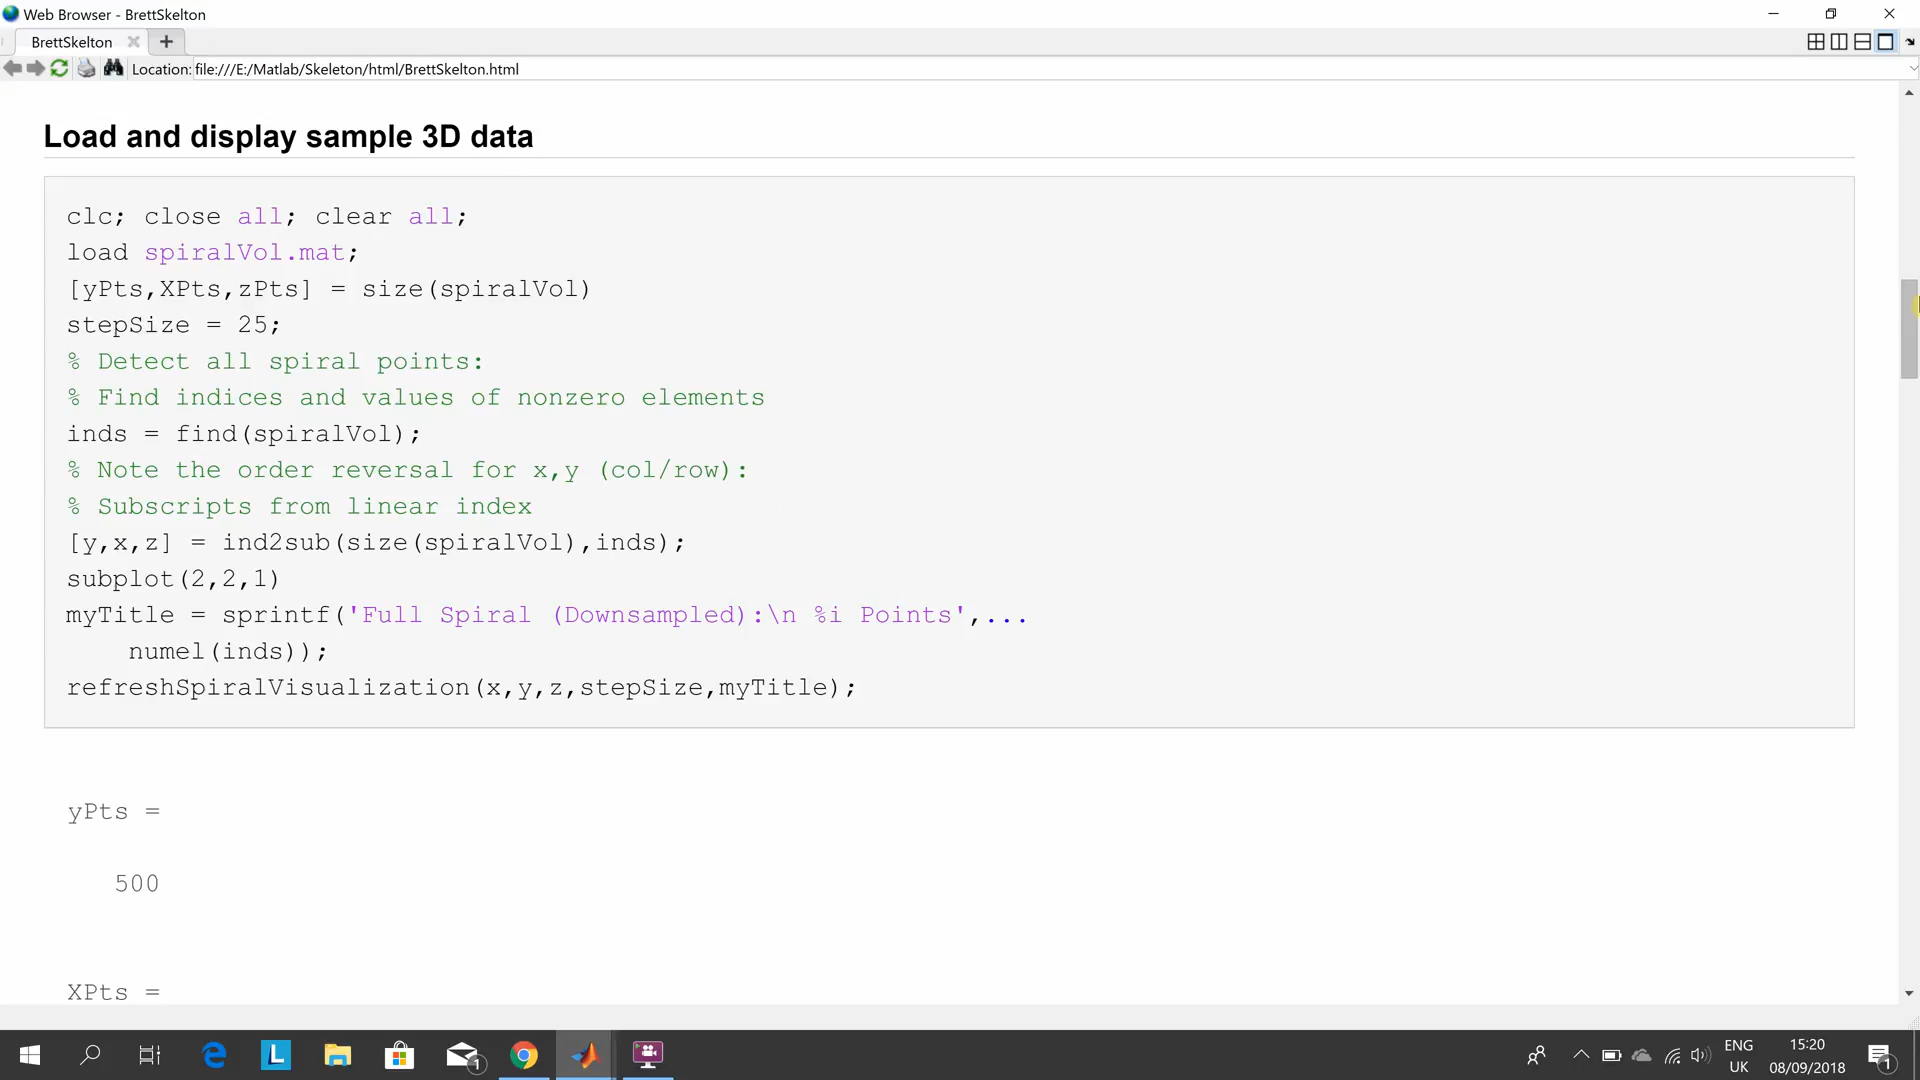 Web Browser - BrettSkelton
BrettSkelton
Location: file:///E:/Matlab/Skeleton/html/BrettSkelton.html
Load and display sample 3D data
clc; close all; clear all;
load spiralVol.mat;
[yPts,XPts,zPts] = size(spiralVol)
stepSize = 25;
% Detect all spiral points:
% Find indices and values of nonzero elements
inds = find(spiralVol);
% Note the order reversal for x,y (col/row):
% Subscripts from linear index
[y,x,z] = ind2sub(size(spiralVol),inds);
subplot(2,2,1)
myTitle = sprintf('Full Spiral (Downsampled):\n %i Points',...
numel(inds));
refreshSpiralVisualization(x,y,z,stepSize,myTitle);
yPts =
500
XPts =
L
1
ENG
UK
15:20
08/09/2018
1